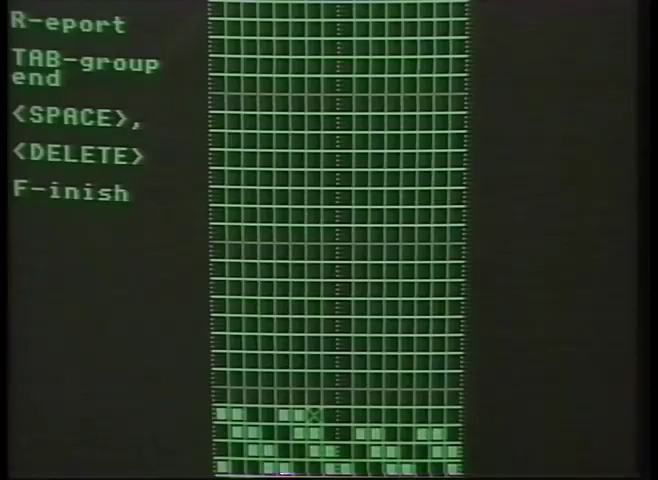 R-eport
TAB-group
end
<SPACE>,
<DELETE>
F-inish